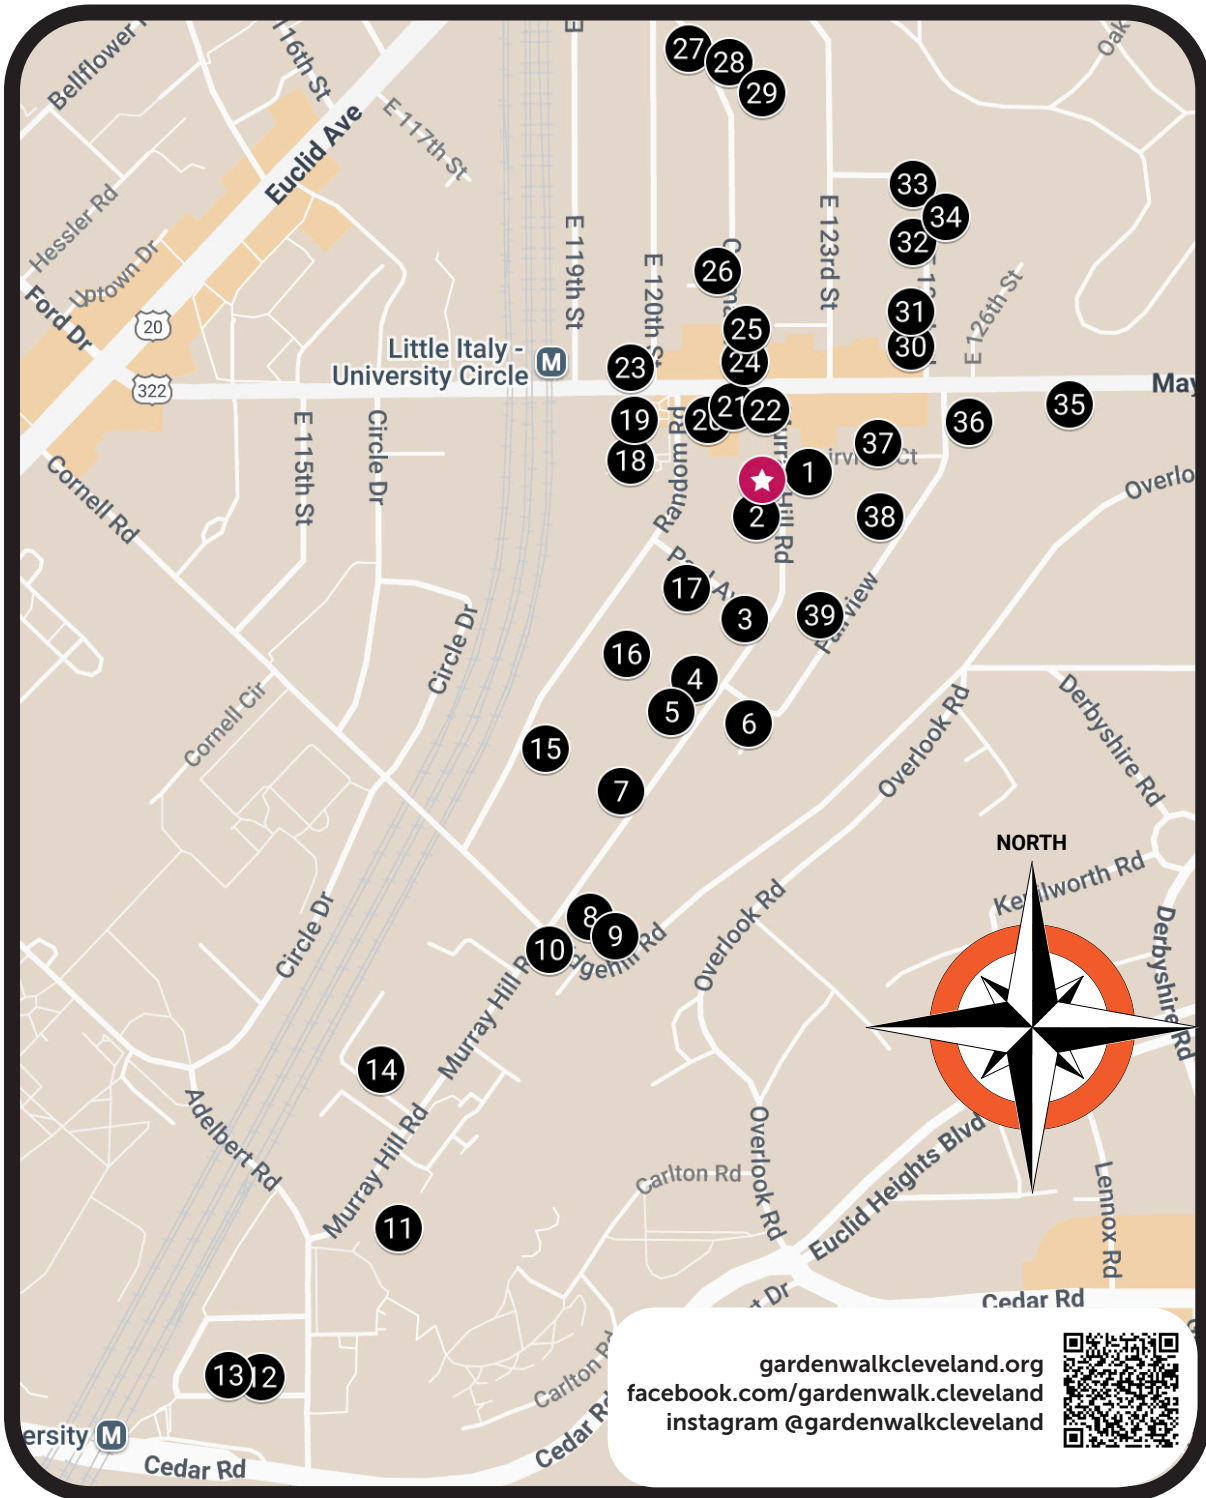 Bellflower
E 116th St
E
Oak
E 117th St
Euclid Ave
27
28
29
Hessler Rd
Uptown Dr
Ford Dr
20
322
E 119th St
E 120th St
E 123rd St
E 126th St
33
34
32
31
30
26
25
24
23
Little Italy -
University Circle
M
19
18
20
21
22
35
36
37
38
1
2
May
E 115th St
Circle Dr
Cornell Rd
Random Rd
Hill Rd
Ct
Overlo
17
3
39
16
4
5
6
15
7
Circle Dr
Cornell Cir
Overlook Rd
Derbyshire Rd
NORTH
Kenilworth Rd
Derbyshire Rd
8
9
10
Circle Dr
Murray Hill Rd
Overlook Rd
14
Adelbert Rd
Murray Hill Rd
11
Carlton Rd
Overlook Rd
Euclid Heights Blvd
Lennox Rd
Cedar Rd
t Dr
13
12
Carlton Rd
Cedar Rd
ersity
M
Cedar Rd
gardenwalkcleveland.org
facebook.com/gardenwalk.cleveland
instagram @gardenwalkcleveland